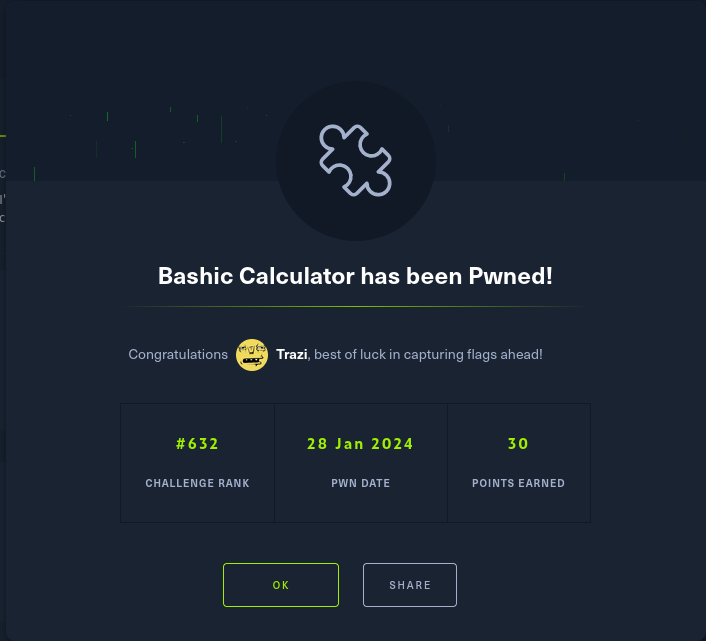 Bashic Calculator has been Pwned!
Congratulations Trazi, best of luck in capturing flags ahead!
#632 28 Jan 2024 30
CHALLENGE RANK PWN DATE POINTS EARNED
OK SHARE